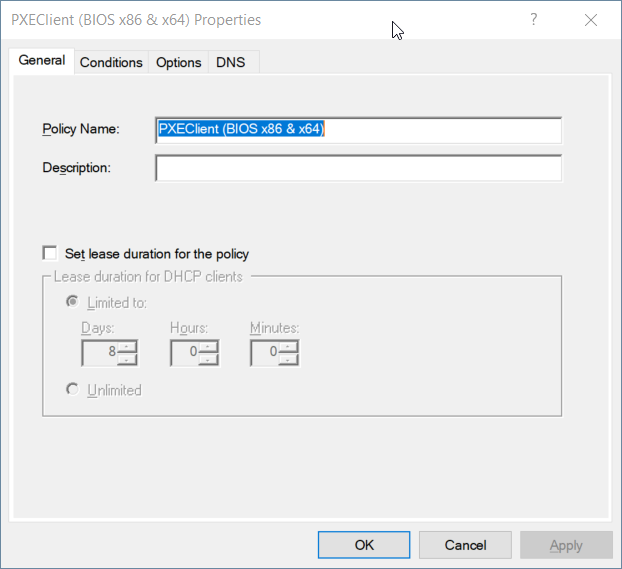 PXEClient (BIOS x86 & x64) Properties ?
General Conditions Options DNS
Policy Name: PXEClient (BIOS x86 & x64)
Description:
Set lease duration for the policy
Lease duration for DHCP clients
Limited to:
Days: Hours: Minutes:
8 0 0
Unlimited
OK Cancel Apply